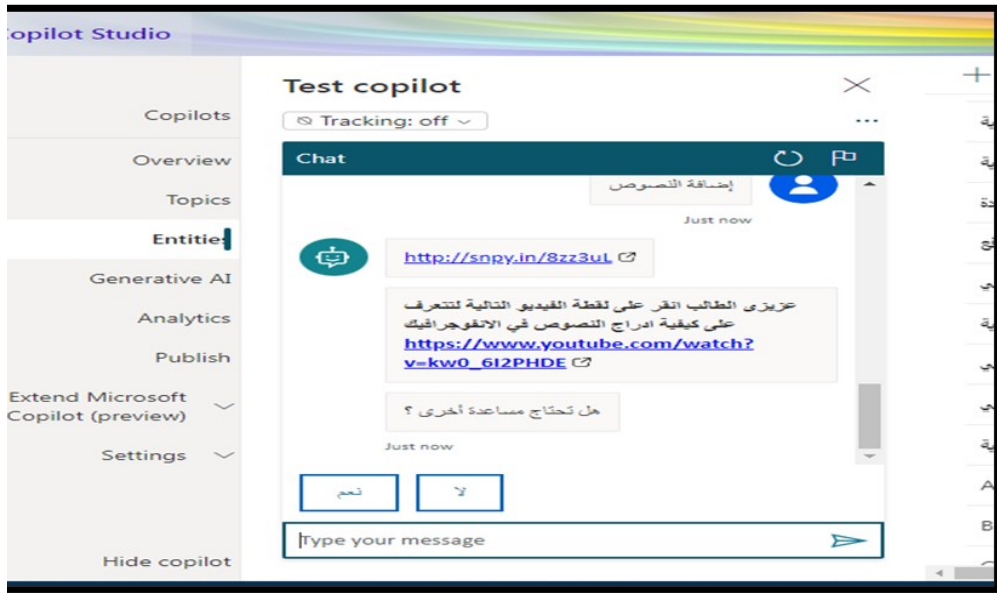 opilot Studio
Copilots
Overview
Topics
Entities
Generative AI
Analytics
Publish
Extend Microsoft
Copilot (preview)
Settings
Hide copilot
Test copilot
Tracking: off
Chat
إضافة النصوص
Just now
http://snpy.in/8zz3uL
عزيزى الطالب انقر على لقطة الفيديو التالية لتتعرف
على كيفية ادراج النصوص في الانفوجرافيك
https://www.youtube.com/watch?
v=kw0_6I2PHDE
هل تحتاج مساعدة أخرى ؟
Just now
نعم
لا
Type your message
A
B